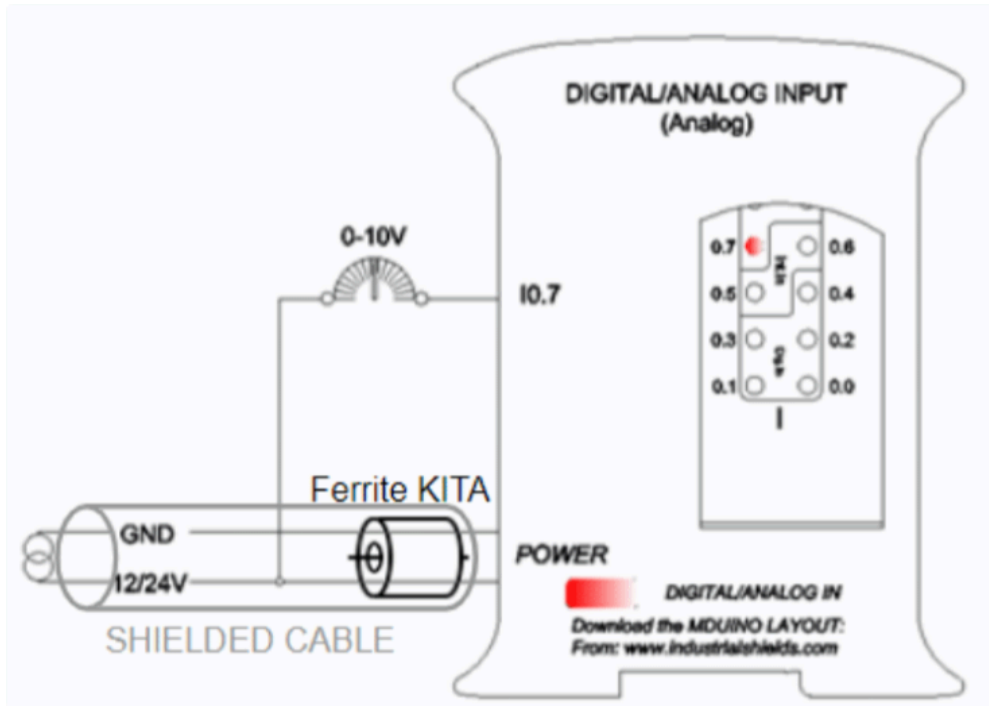 DIGITAL/ANALOG INPUT
(Analog)
0-10V
I0.7
0.7
0.6
0.5
0.4
0.3
0.2
0.1
0.0
I
Ferrite KITA
GND
12/24V
SHIELDED CABLE
POWER
DIGITAL/ANALOG IN
Download the MDUINO LAYOUT:
From: www.industrialshields.com